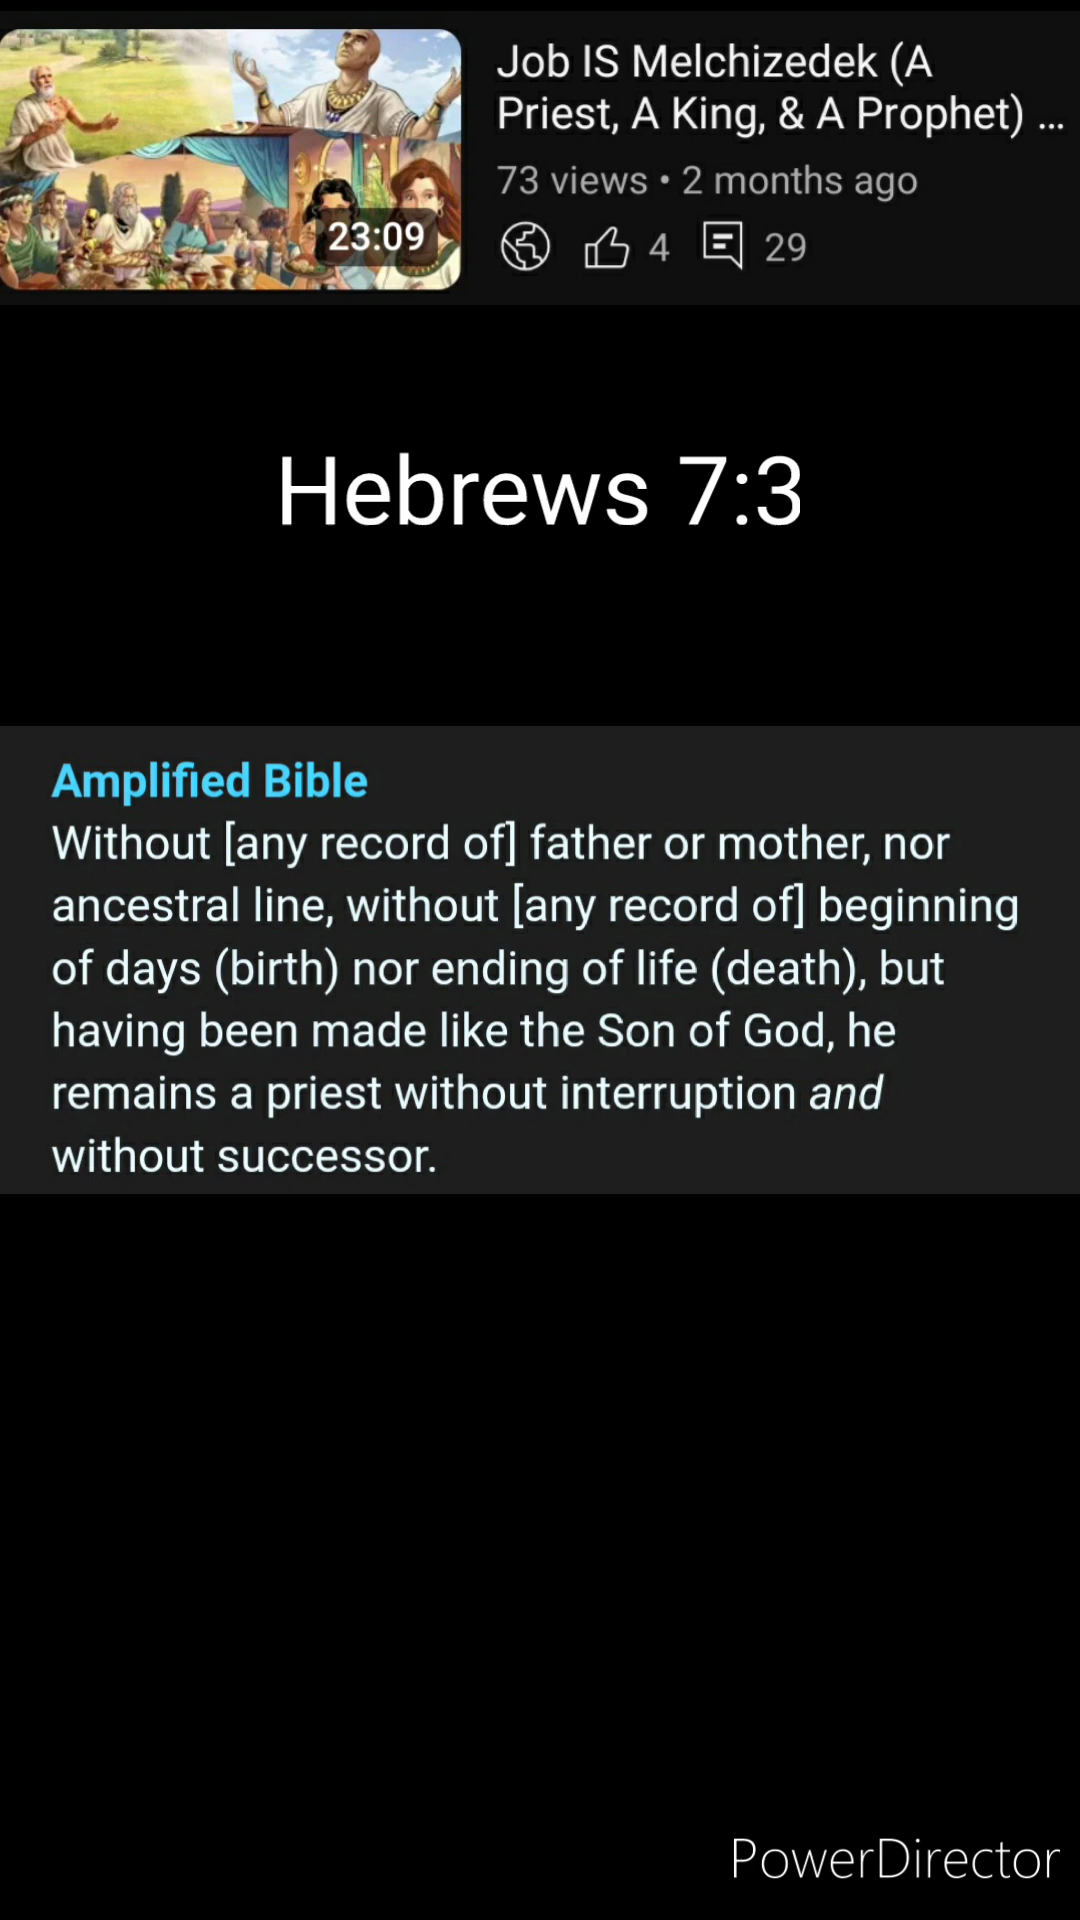 Job IS Melchizedek (A
Priest, A King, & A Prophet) ...
73 views • 2 months ago
23:09
4 29
Hebrews 7:3
Amplified Bible
Without [any record of] father or mother, nor
ancestral line, without [any record of] beginning
of days (birth) nor ending of life (death), but
having been made like the Son of God, he
remains a priest without interruption and
without successor.
PowerDirector